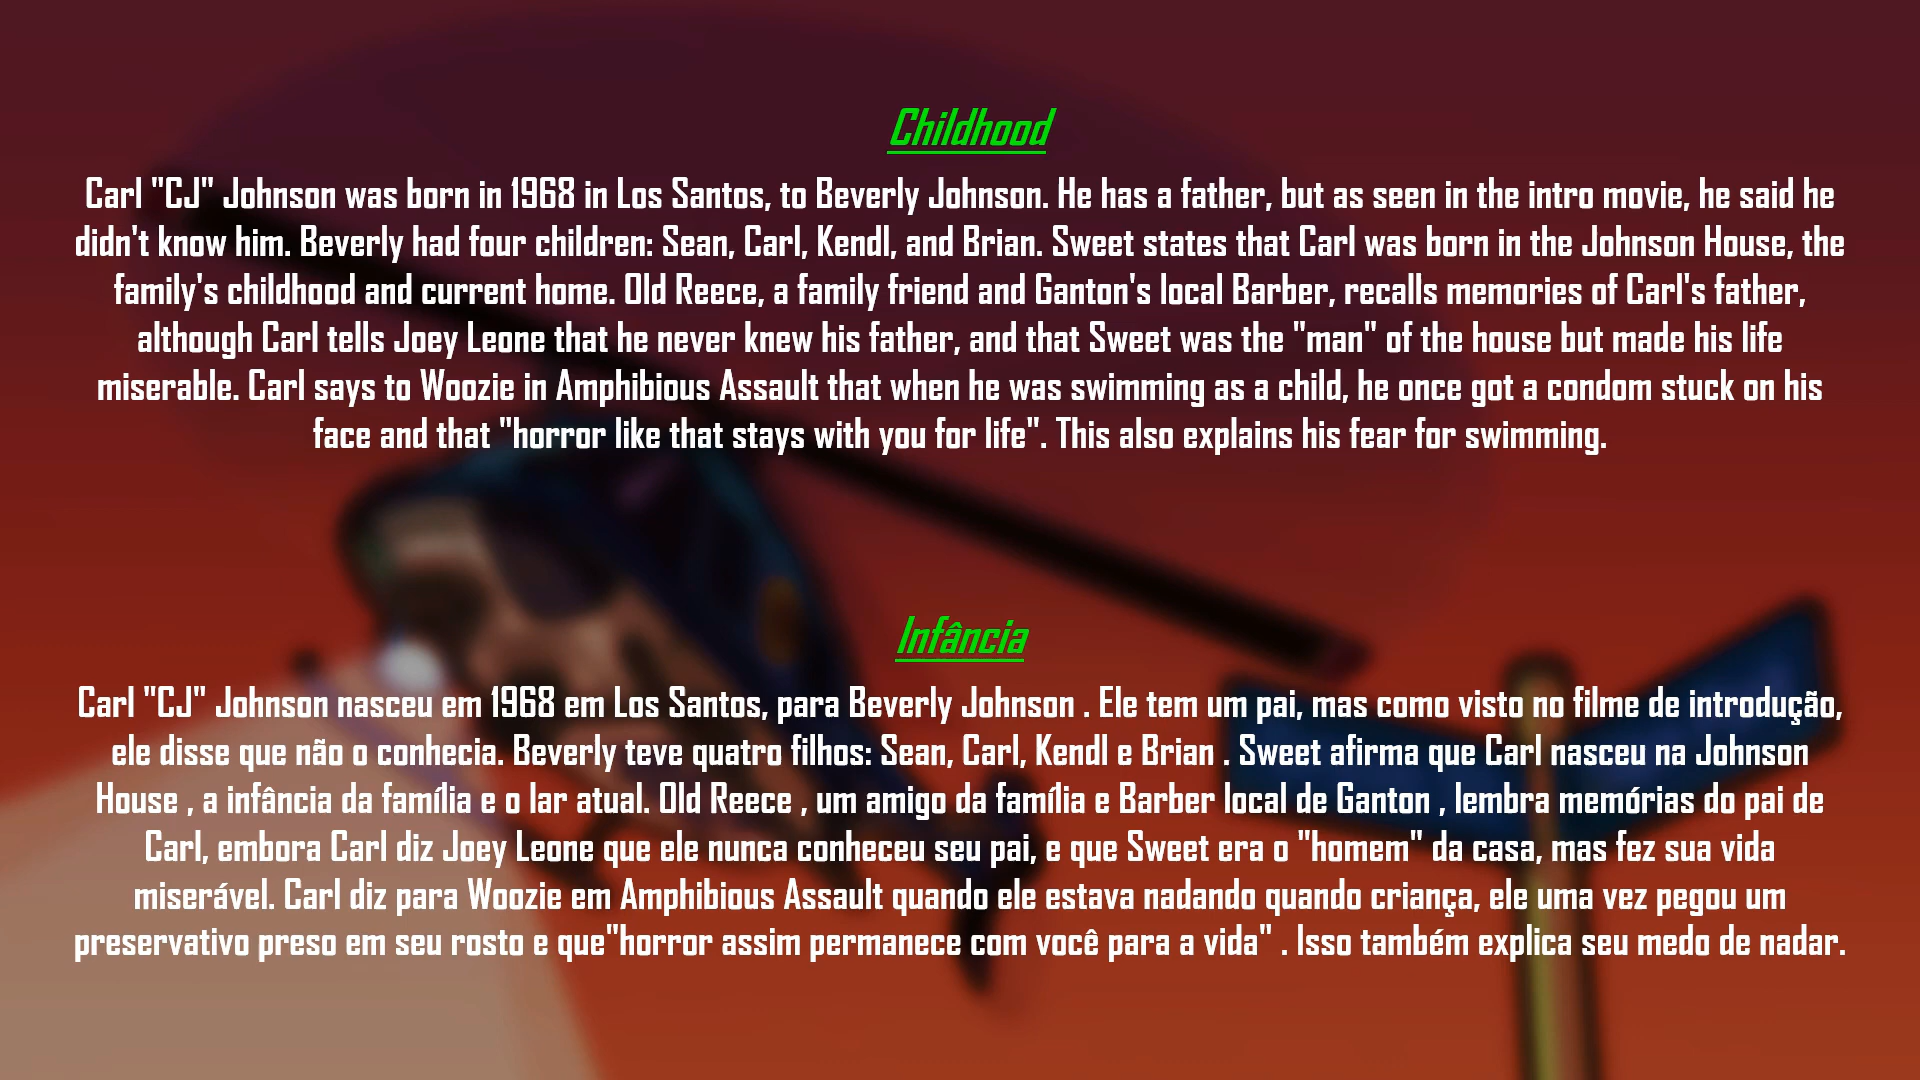 Childhood
Carl "CJ" Johnson was born in 1968 in Los Santos, to Beverly Johnson. He has a father, but as seen in the intro movie, he said he
didn't know him. Beverly had four children: Sean, Carl, Kendl, and Brian. Sweet states that Carl was born in the Johnson House, the
family's childhood and current home. Old Reece, a family friend and Ganton's local Barber, recalls memories of Carl's father,
although Carl tells Joey Leone that he never knew his father, and that Sweet was the "man" of the house but made his life
miserable. Carl says to Woozie in Amphibious Assault that when he was swimming as a child, he once got a condom stuck on his
face and that "horror like that stays with you for life". This also explains his fear for swimming.
Infância
Carl "CJ" Johnson nasceu em 1968 em Los Santos, para Beverly Johnson . Ele tem um pai, mas como visto no filme de introdução,
ele disse que não o conhecia. Beverly teve quatro filhos: Sean, Carl, Kendl e Brian . Sweet afirma que Carl nasceu na Johnson
House , a infância da família e o lar atual. Old Reece , um amigo da família e Barber local de Ganton , lembra memórias do pai de
Carl, embora Carl diz Joey Leone que ele nunca conheceu seu pai, e que Sweet era o "homem" da casa, mas fez sua vida
miserável. Carl diz para Woozie em Amphibious Assault quando ele estava nadando quando criança, ele uma vez pegou um
preservativo preso em seu rosto e que"horror assim permanece com você para a vida" . Isso também explica seu medo de nadar.